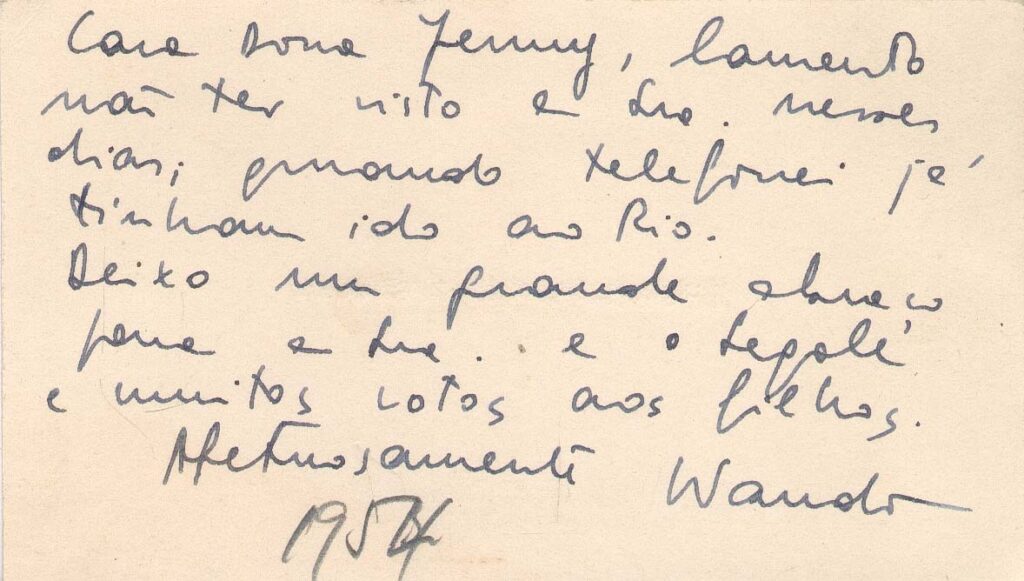 Cara Dona Jenny, lamento
não ter visto a Sra. nesses
dias; quando telefonei já
tinham ido ao Rio.
Deixo um grande abraço
para a Sra. e o Segall
e muitos votos aos filhos.
Afetuosamente Wanda
1954